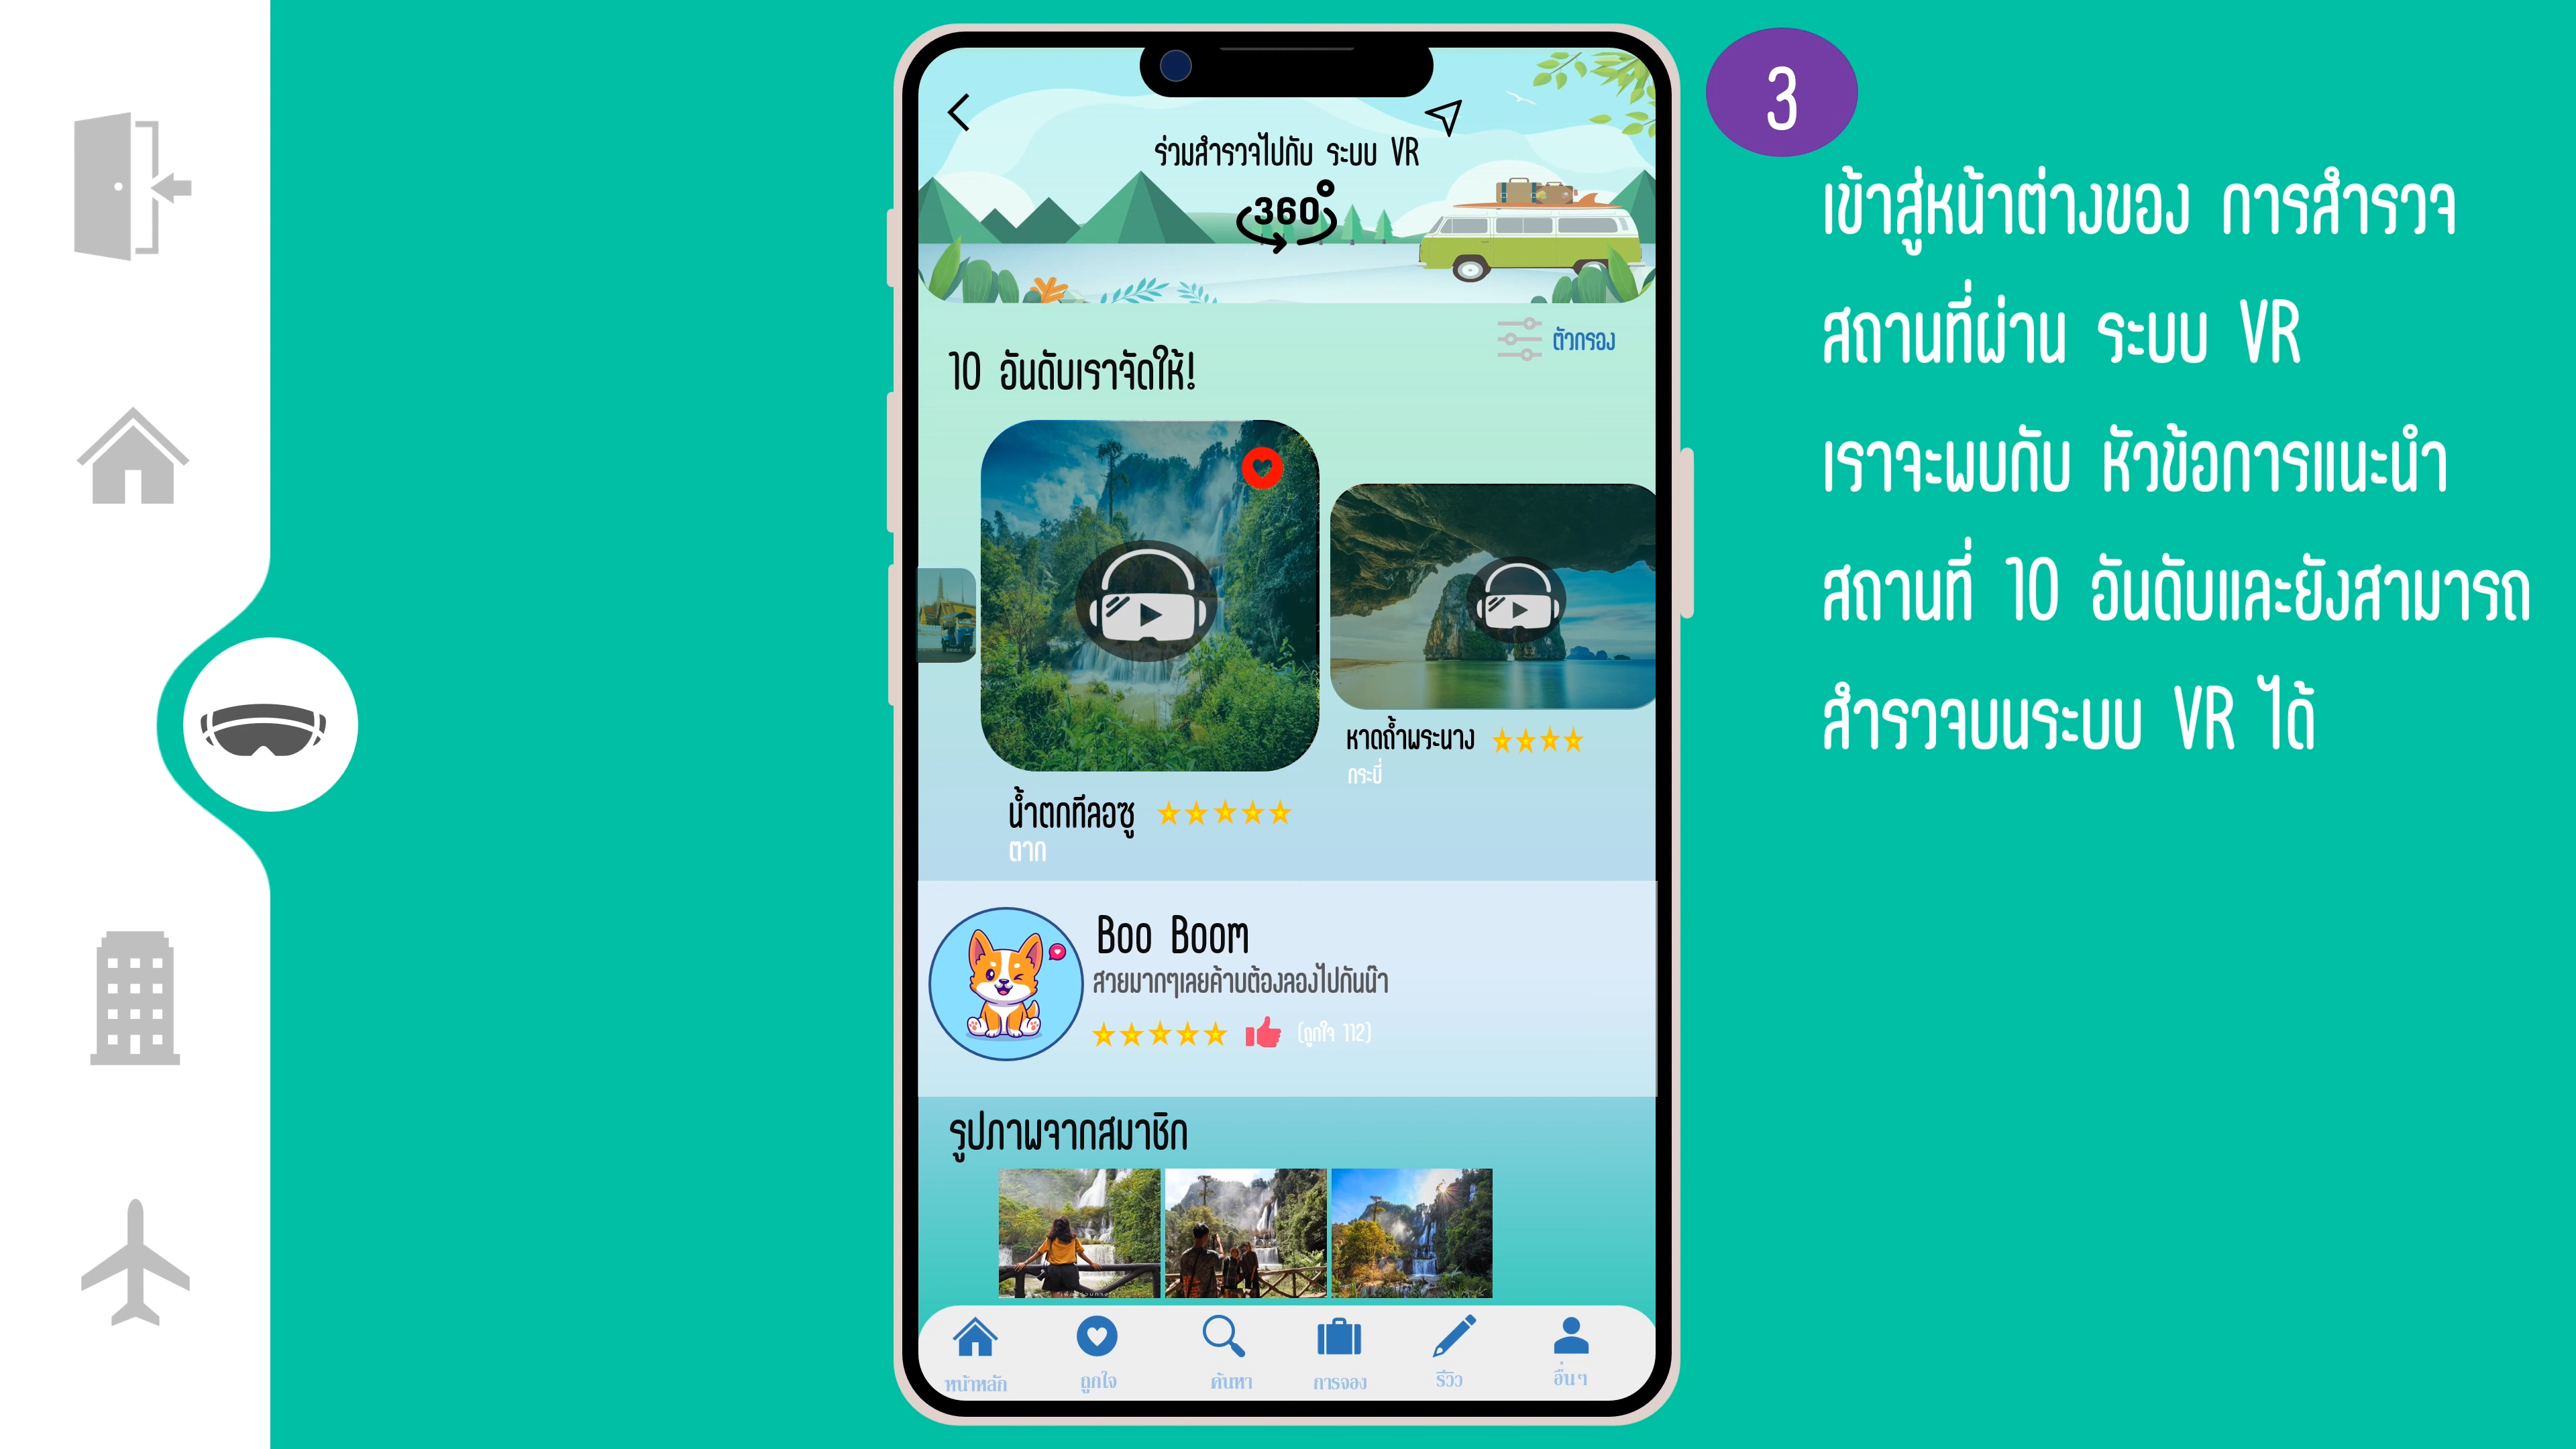 ร่วมสำรวจไปกับ ระบบ VR
360°
ตัวกรอง
10 อันดับเราจัดให้!
หาดถ้ำพระนาง
กระบี่
น้ำตกทีลอซู
ตาก
Boo Boom
สวยมากๆเลยค้าบต้องลองไปกันน๊า
(ถูกใจ 112)
รูปภาพจากสมาชิก
หน้าหลัก
ถูกใจ
ค้นหา
การจอง
รีวิว
อื่นๆ
3
เข้าสู่หน้าต่างของ การสำรวจ
สถานที่ผ่าน ระบบ VR
เราจะพบกับ หัวข้อการแนะนำ
สถานที่ 10 อันดับและยังสามารถ
สำรวจบนระบบ VR ได้